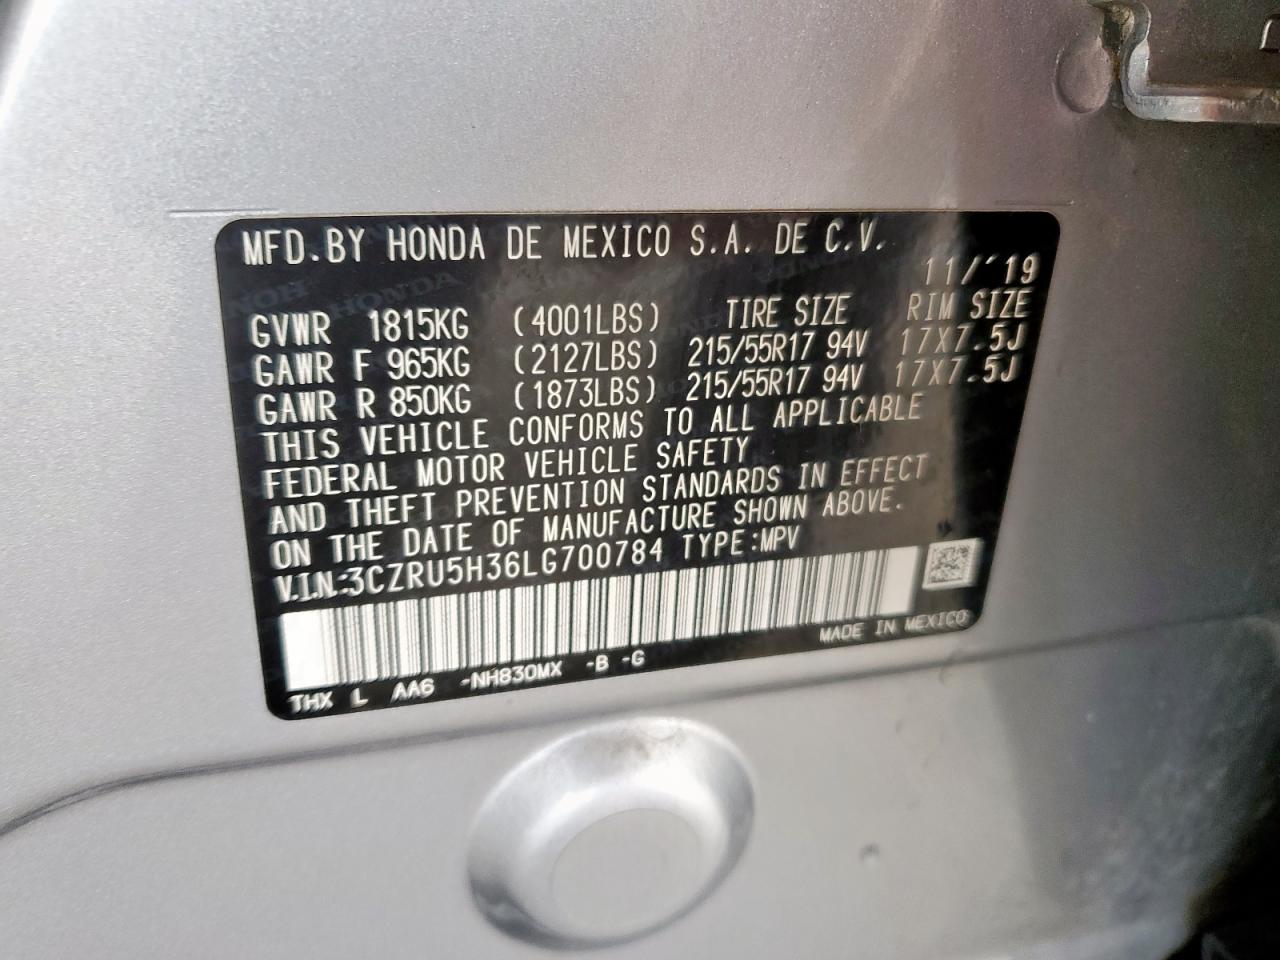 MFD.BY HONDA DE MEXICO S.A. DE C.V.
11/'19
GVWR 1815KG (4001LBS) TIRE SIZE RIM SIZE
GAWR F 965KG (2127LBS) 215/55R17 94V 17X7.5J
GAWR R 850KG (1873LBS) 215/55R17 94V 17X7.5J
THIS VEHICLE CONFORMS TO ALL APPLICABLE
FEDERAL MOTOR VEHICLE SAFETY
AND THEFT PREVENTION STANDARDS IN EFFECT
ON THE DATE OF MANUFACTURE SHOWN ABOVE.
V.I.N.:3CZRU5H36LG700784 TYPE:MPV
MADE IN MEXICO
THX L AA6 -NH830MX -B -G